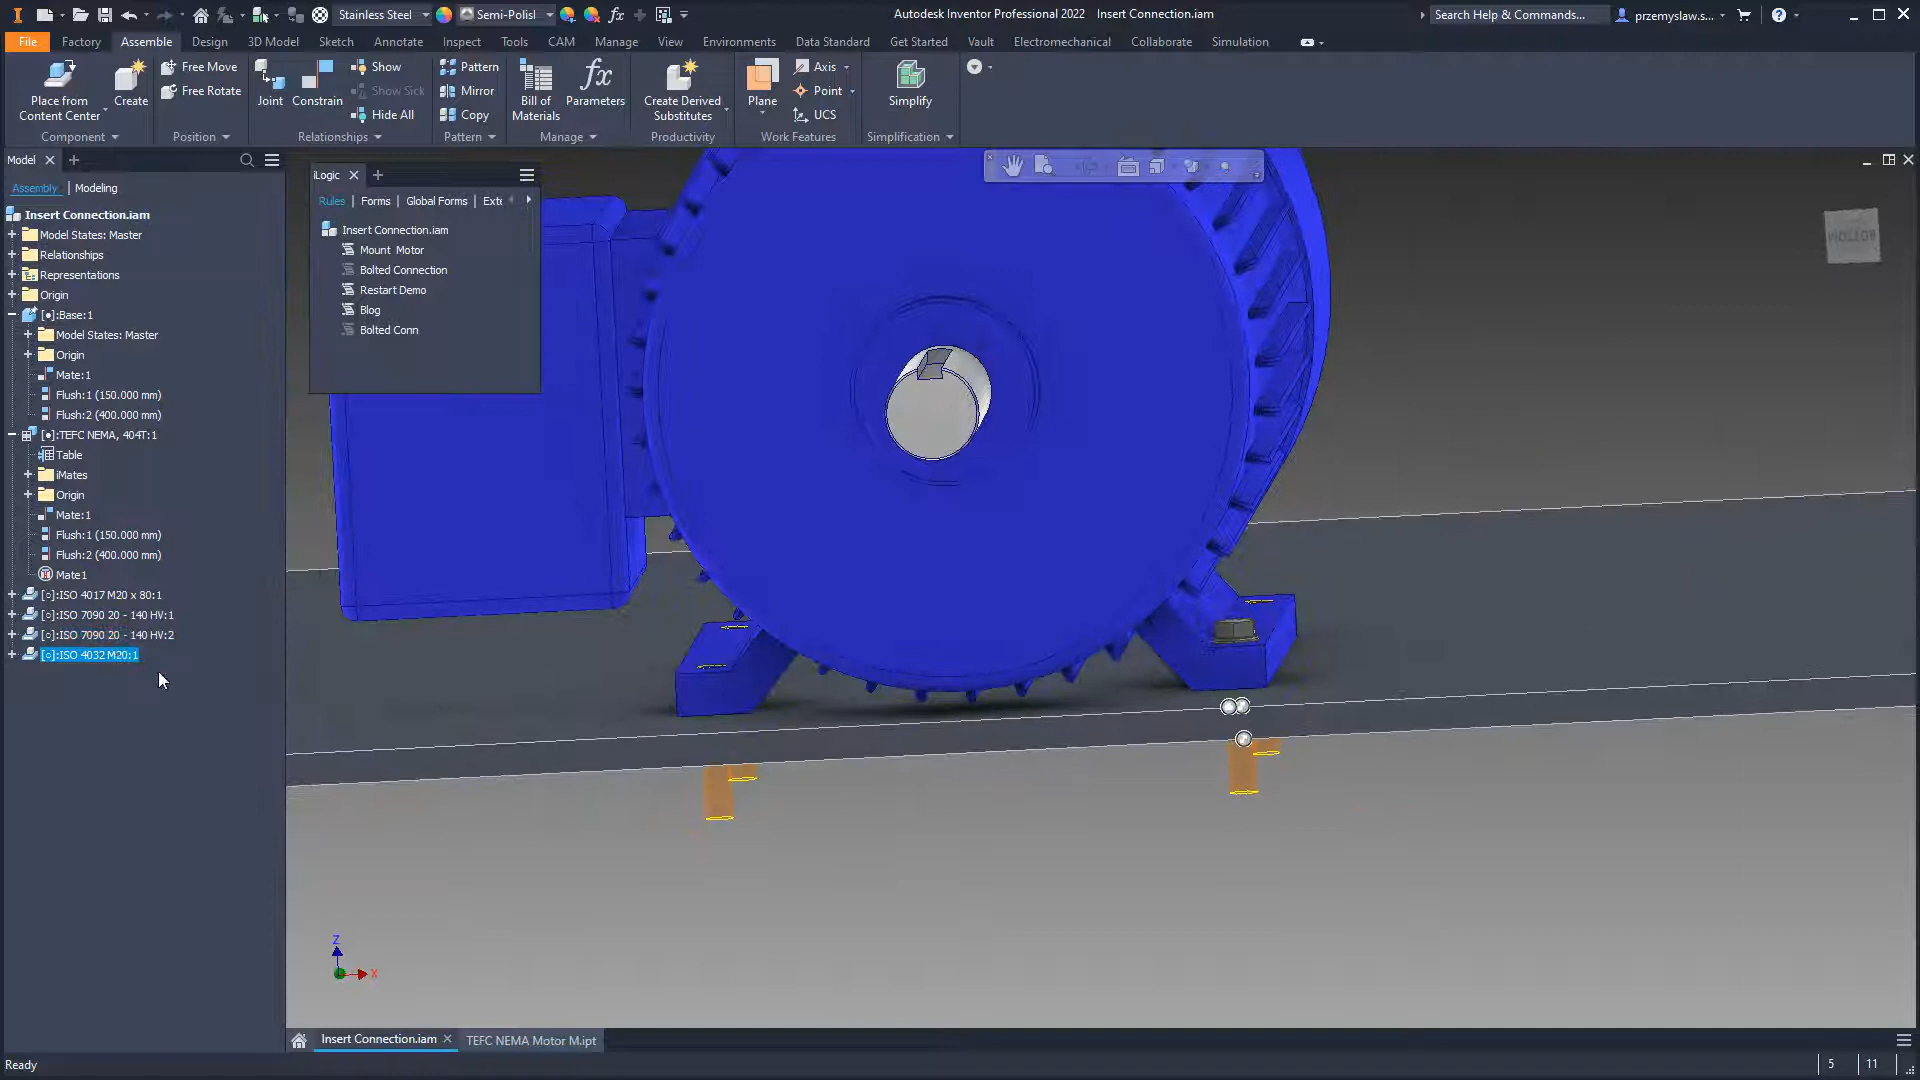 Stainless Steel
Semi-Polisl
Autodesk Inventor Professional 2022 Insert Connection.iam
Search Help & Commands...
przemyslaw.s...
File Factory Assemble Design 3D Model Sketch Annotate Inspect Tools CAM Manage View Environments Data Standard Get Started Vault Electromechanical Collaborate Simulation
Place from
Content Center
Create
Free Move
Free Rotate
Joint
Constrain
Show
Show Sick
Hide All
Pattern
Mirror
Copy
Bill of
Materials
fx
Parameters
Create Derived
Substitutes
Plane
Axis
Point
UCS
Simplify
Component Position Relationships Pattern Manage Productivity Work Features Simplification
Model
Assembly | Modeling
Insert Connection.iam
Model States: Master
Relationships
Representations
Origin
[●]:Base:1
Model States: Master
Origin
Mate:1
Flush:1 (150.000 mm)
Flush:2 (400.000 mm)
[●]:TEFC NEMA, 404T:1
Table
iMates
Origin
Mate:1
Flush:1 (150.000 mm)
Flush:2 (400.000 mm)
Mate1
[○]:ISO 4017 M20 x 80:1
[○]:ISO 7090 20 - 140 HV:1
[○]:ISO 7090 20 - 140 HV:2
[○]:ISO 4032 M20:1
iLogic
Rules | Forms | Global Forms | Exte
Insert Connection.iam
Mount Motor
Bolted Connection
Restart Demo
Blog
Bolted Conn
BOTTOM
Z
X
Insert Connection.iam
TEFC NEMA Motor M.ipt
Ready
5
11